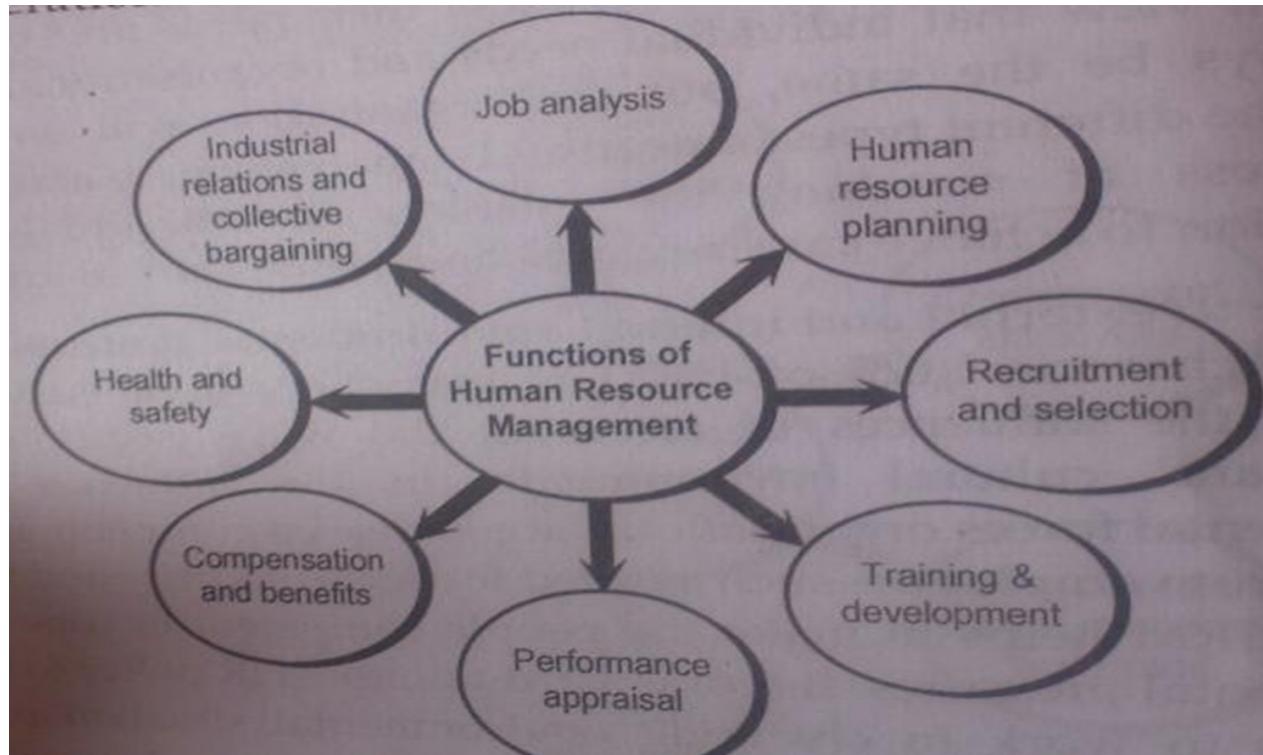 Job analysis
Human
resource
planning
Recruitment
and selection
Training &
development
Performance
appraisal
Compensation
and benefits
Health and
safety
Industrial
relations and
collective
bargaining
Functions of
Human Resource
Management